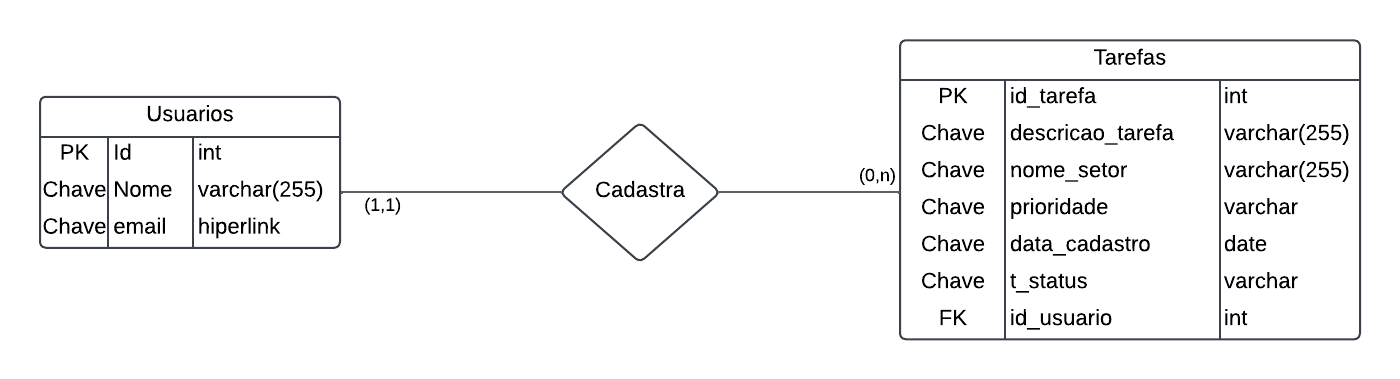 Usuarios
PK Id int
Chave Nome varchar(255)
Chave email hiperlink
(1,1)
Cadastra
(0,n)
Tarefas
PK id_tarefa int
Chave descricao_tarefa varchar(255)
Chave nome_setor varchar(255)
Chave prioridade varchar
Chave data_cadastro date
Chave t_status varchar
FK id_usuario int